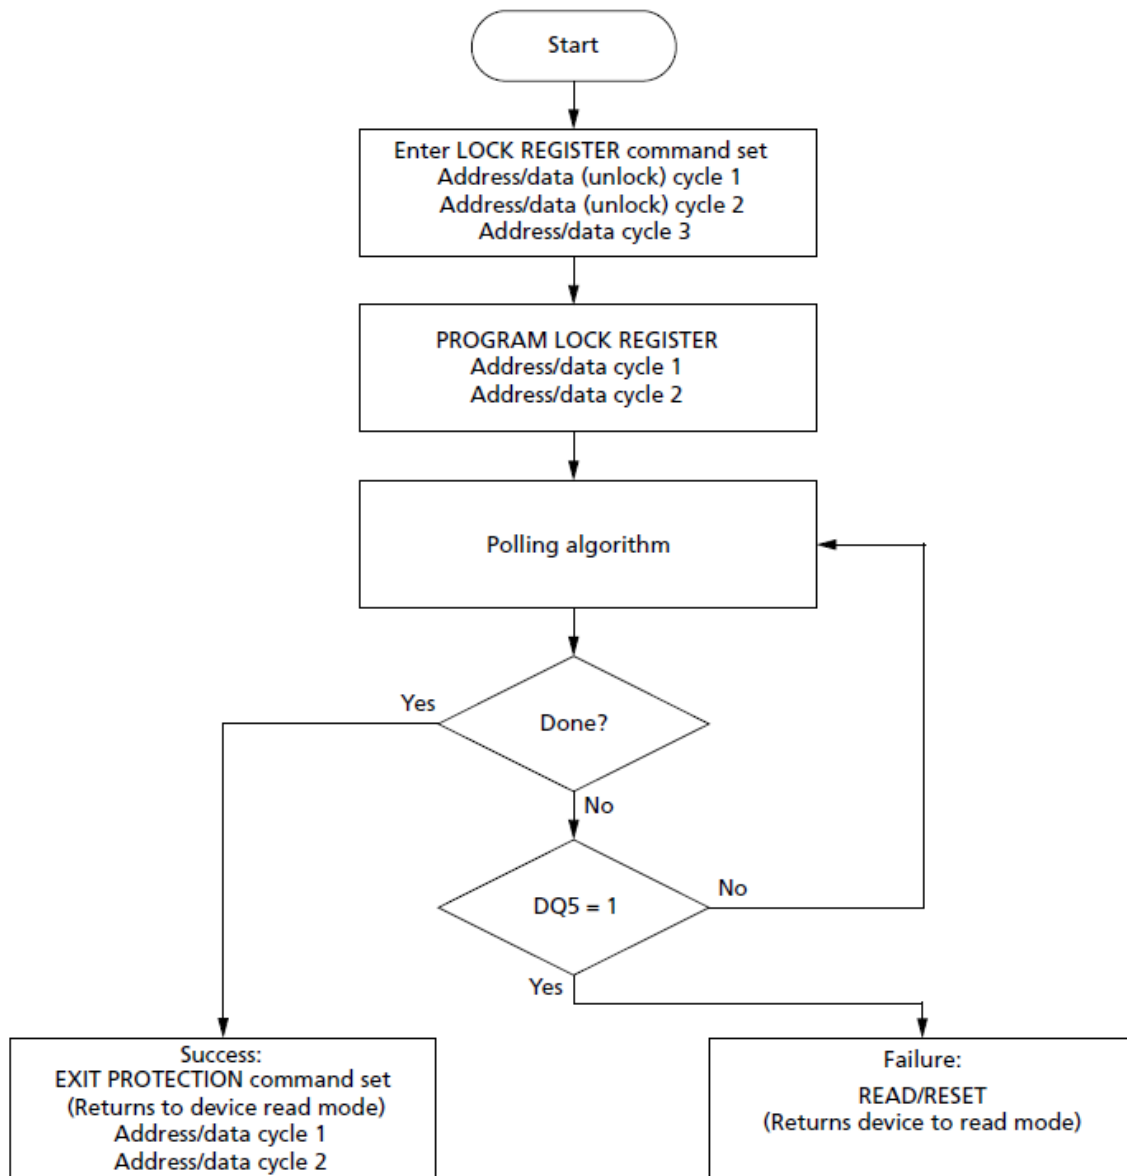 Start
Enter LOCK REGISTER command set
Address/data (unlock) cycle 1
Address/data (unlock) cycle 2
Address/data cycle 3
PROGRAM LOCK REGISTER
Address/data cycle 1
Address/data cycle 2
Polling algorithm
Yes
Done?
No
No
DQ5 = 1
Yes
Success:
EXIT PROTECTION command set
(Returns to device read mode)
Address/data cycle 1
Address/data cycle 2
Failure:
READ/RESET
(Returns device to read mode)